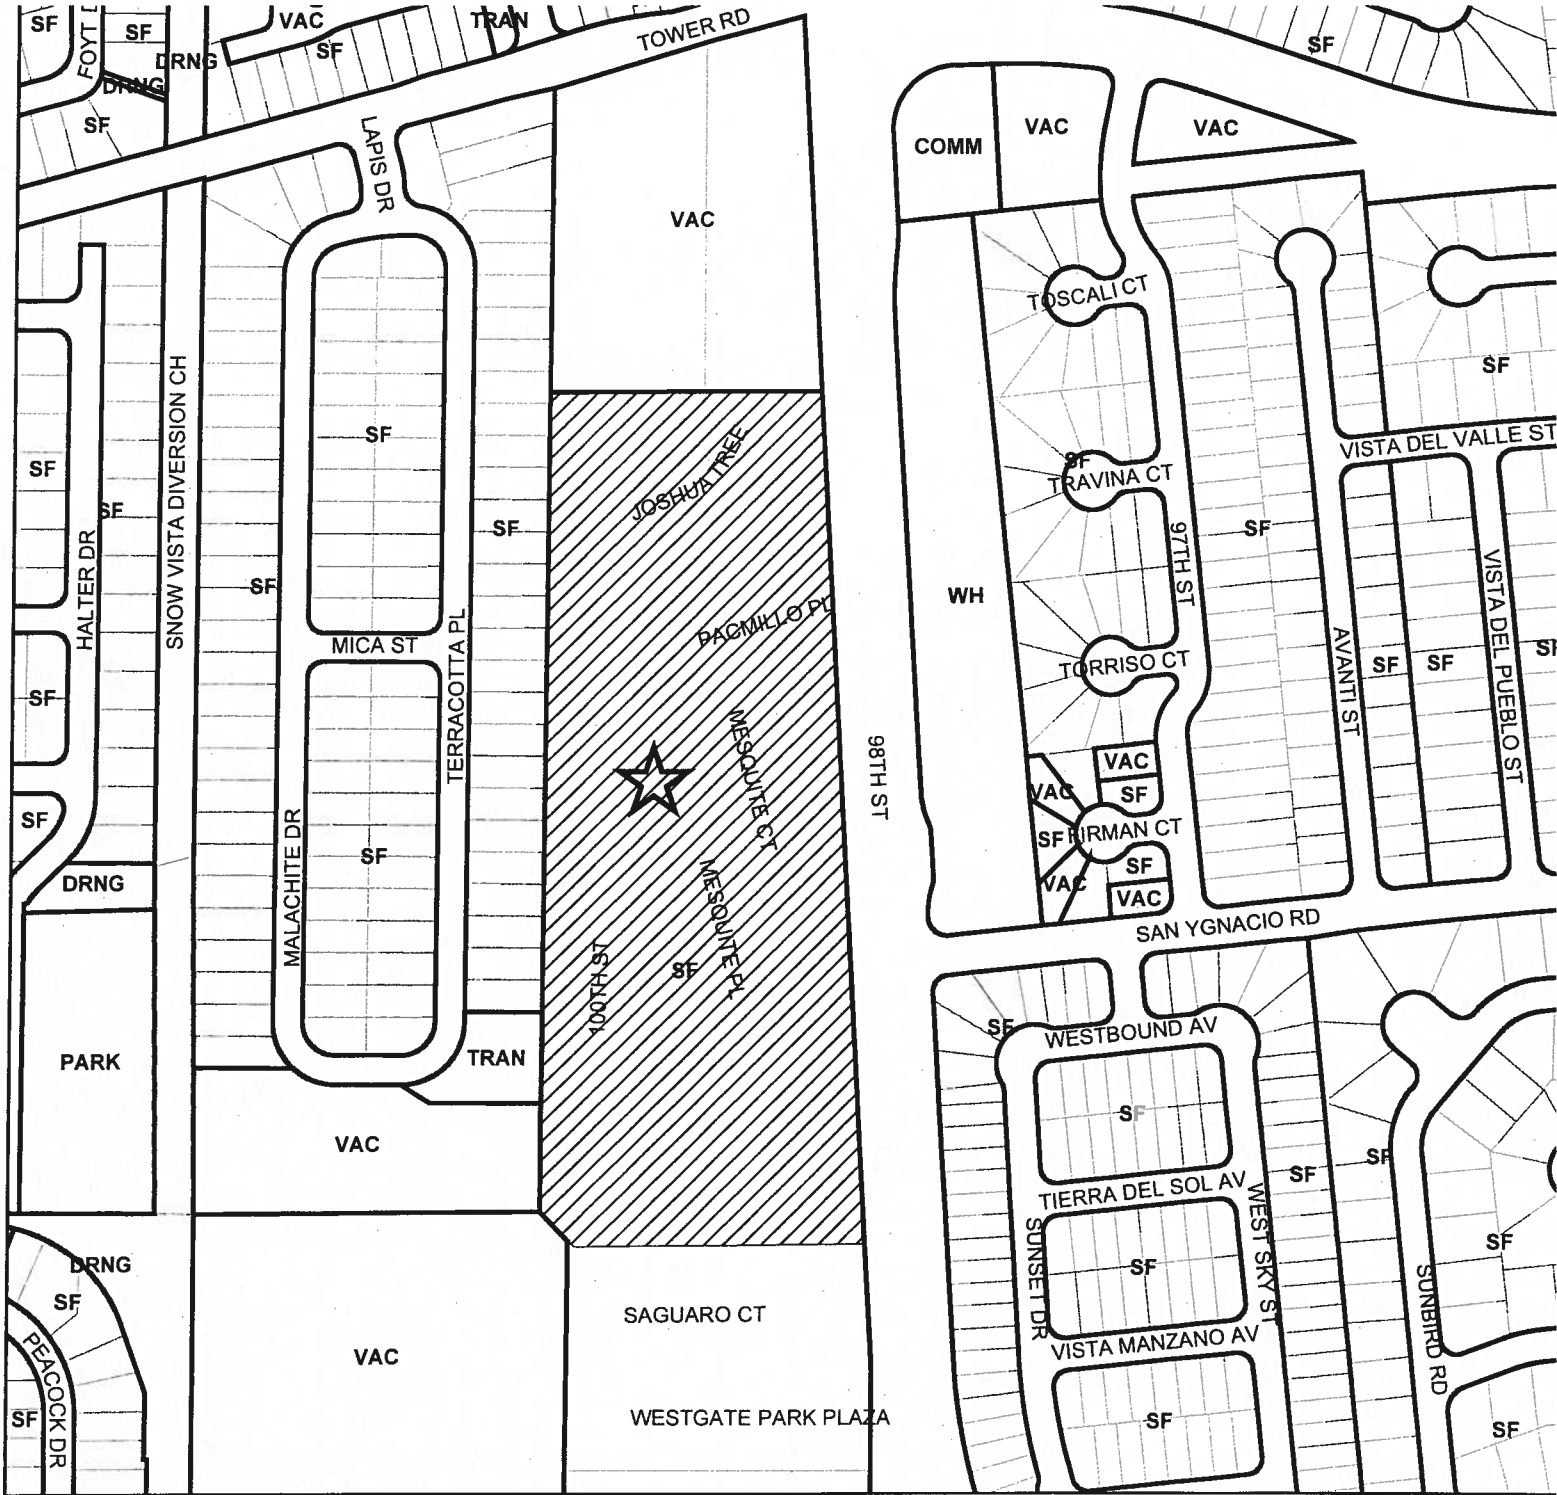 SF
FOYT D
SF
DRNG
DRNG
SF
VAC
SF
TRAN
TOWER RD
SF
LAPIS DR
VAC
COMM
VAC
VAC
TOSCALI CT
SF
SF
SF
HALTER DR
SNOW VISTA DIVERSION CH
SF
SF
SF
MICA ST
TERRACOTTA PL
JOSHUA TREE
PACMILLO PL
SF
TRAVINA CT
97TH ST
SF
VISTA DEL VALLE ST
WH
TORRISO CT
AVANTI ST
SF
SF
VISTA DEL PUEBLO ST
SF
SF
SF
DRNG
MALACHITE DR
SF
MESQUITE CT
MESQUNTE PL
98TH ST
VAC
VAC
SF
SF
FIRMAN CT
VAC
SF
VAC
SAN YGNACIO RD
100TH ST
SF
PARK
TRAN
VAC
SF
WESTBOUND AV
SF
TIERRA DEL SOL AV
SF
SF
WEST SKY ST
SUNSET DR
SF
SF
SUNBIRD RD
DRNG
SF
PEACOCK DR
SF
VAC
SAGUARO CT
WESTGATE PARK PLAZA
VISTA MANZANO AV
SF
SF